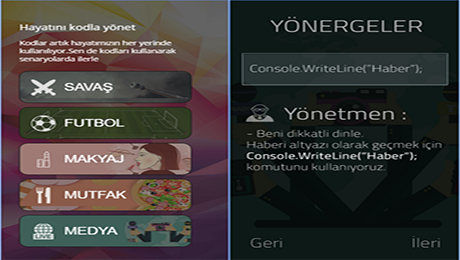 Hayatını kodla yönet
Kodlar artık hayatımızın her yerinde
kullanılıyor.Sen de kodları kullanarak
senaryolarda ilerle
SAVAŞ
FUTBOL
MAKYAJ
MUTFAK
LIVE
MEDYA
YÖNERGELER
Console.WriteLine("Haber");
Yönetmen :
- Beni dikkatli dinle.
Haberi altyazı olarak geçmek için
Console.WriteLine("Haber");
komutunu kullanıyoruz.
Geri
İleri